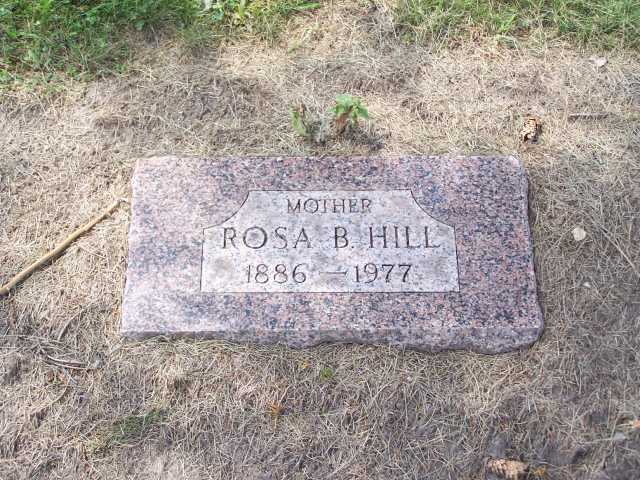 MOTHER
ROSA B. HILL
1886 — 1977